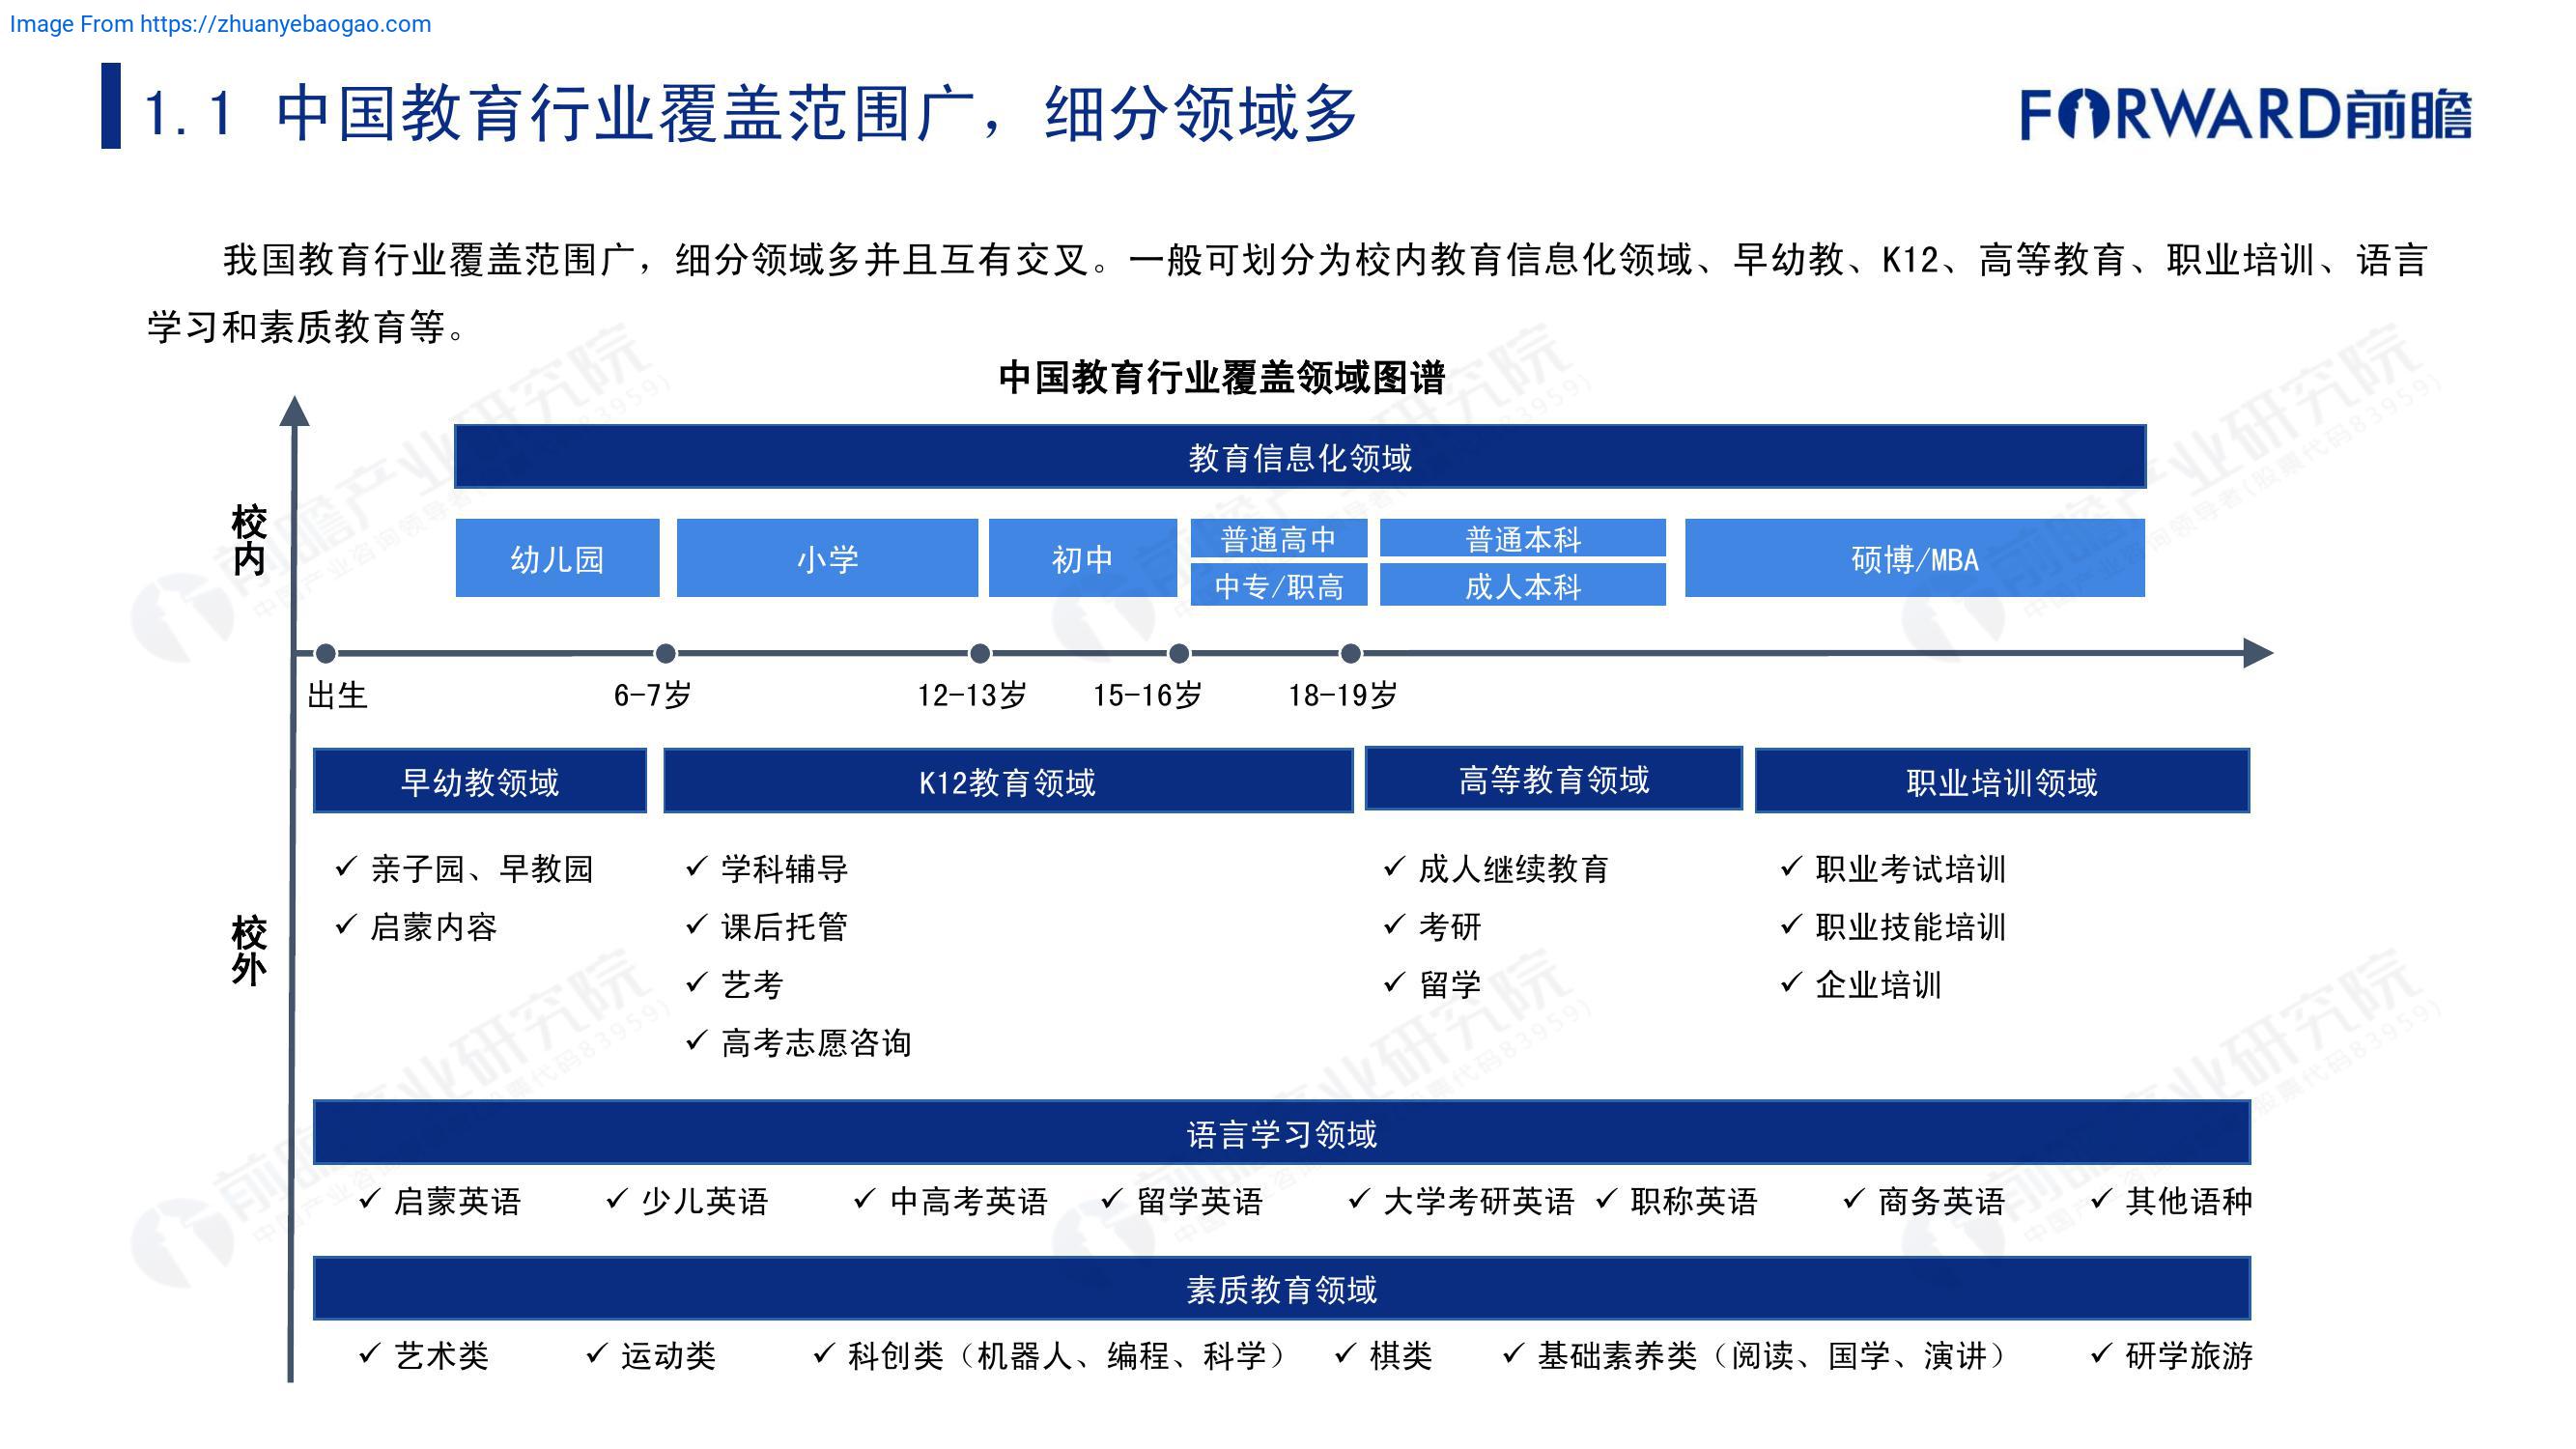 Image From https://zhuanyebaogao.com
1.1 中国教育行业覆盖范围广，细分领域多
FORWARD前瞻
我国教育行业覆盖范围广，细分领域多并且互有交叉。一般可划分为校内教育信息化领域、早幼教、K12、高等教育、职业培训、语言
学习和素质教育等。
中国教育行业覆盖领域图谱
校内
教育信息化领域
幼儿园 小学 初中 普通高中 普通本科 硕博/MBA
中专/职高 成人本科
出生 6-7岁 12-13岁 15-16岁 18-19岁
校外
早幼教领域 K12教育领域 高等教育领域 职业培训领域
✓ 亲子园、早教园 ✓ 学科辅导 ✓ 成人继续教育 ✓ 职业考试培训
✓ 启蒙内容 ✓ 课后托管 ✓ 考研 ✓ 职业技能培训
✓ 艺考 ✓ 留学 ✓ 企业培训
✓ 高考志愿咨询
语言学习领域
✓ 启蒙英语 ✓ 少儿英语 ✓ 中高考英语 ✓ 留学英语 ✓ 大学考研英语 ✓ 职称英语 ✓ 商务英语 ✓ 其他语种
素质教育领域
✓ 艺术类 ✓ 运动类 ✓ 科创类（机器人、编程、科学） ✓ 棋类 ✓ 基础素养类（阅读、国学、演讲） ✓ 研学旅游